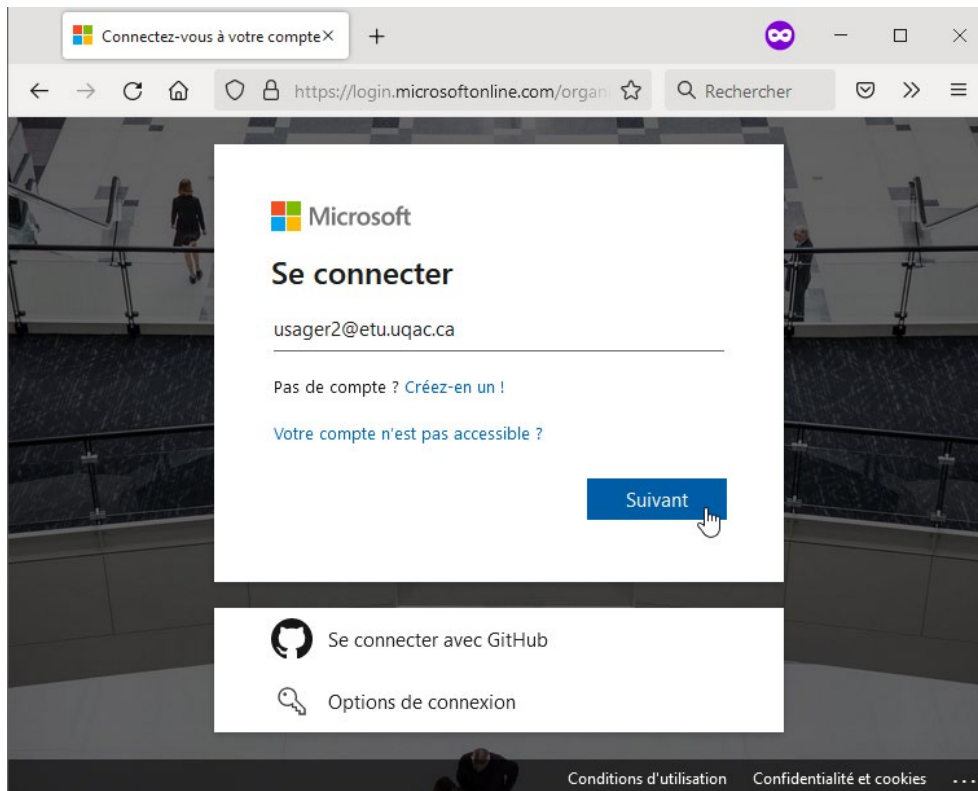 Connectez-vous à votre compte
https://login.microsoftonline.com/organ
Rechercher
Microsoft
Se connecter
usager2@etu.uqac.ca
Pas de compte ? Créez-en un !
Votre compte n'est pas accessible ?
Suivant
Se connecter avec GitHub
Options de connexion
Conditions d'utilisation Confidentialité et cookies ...